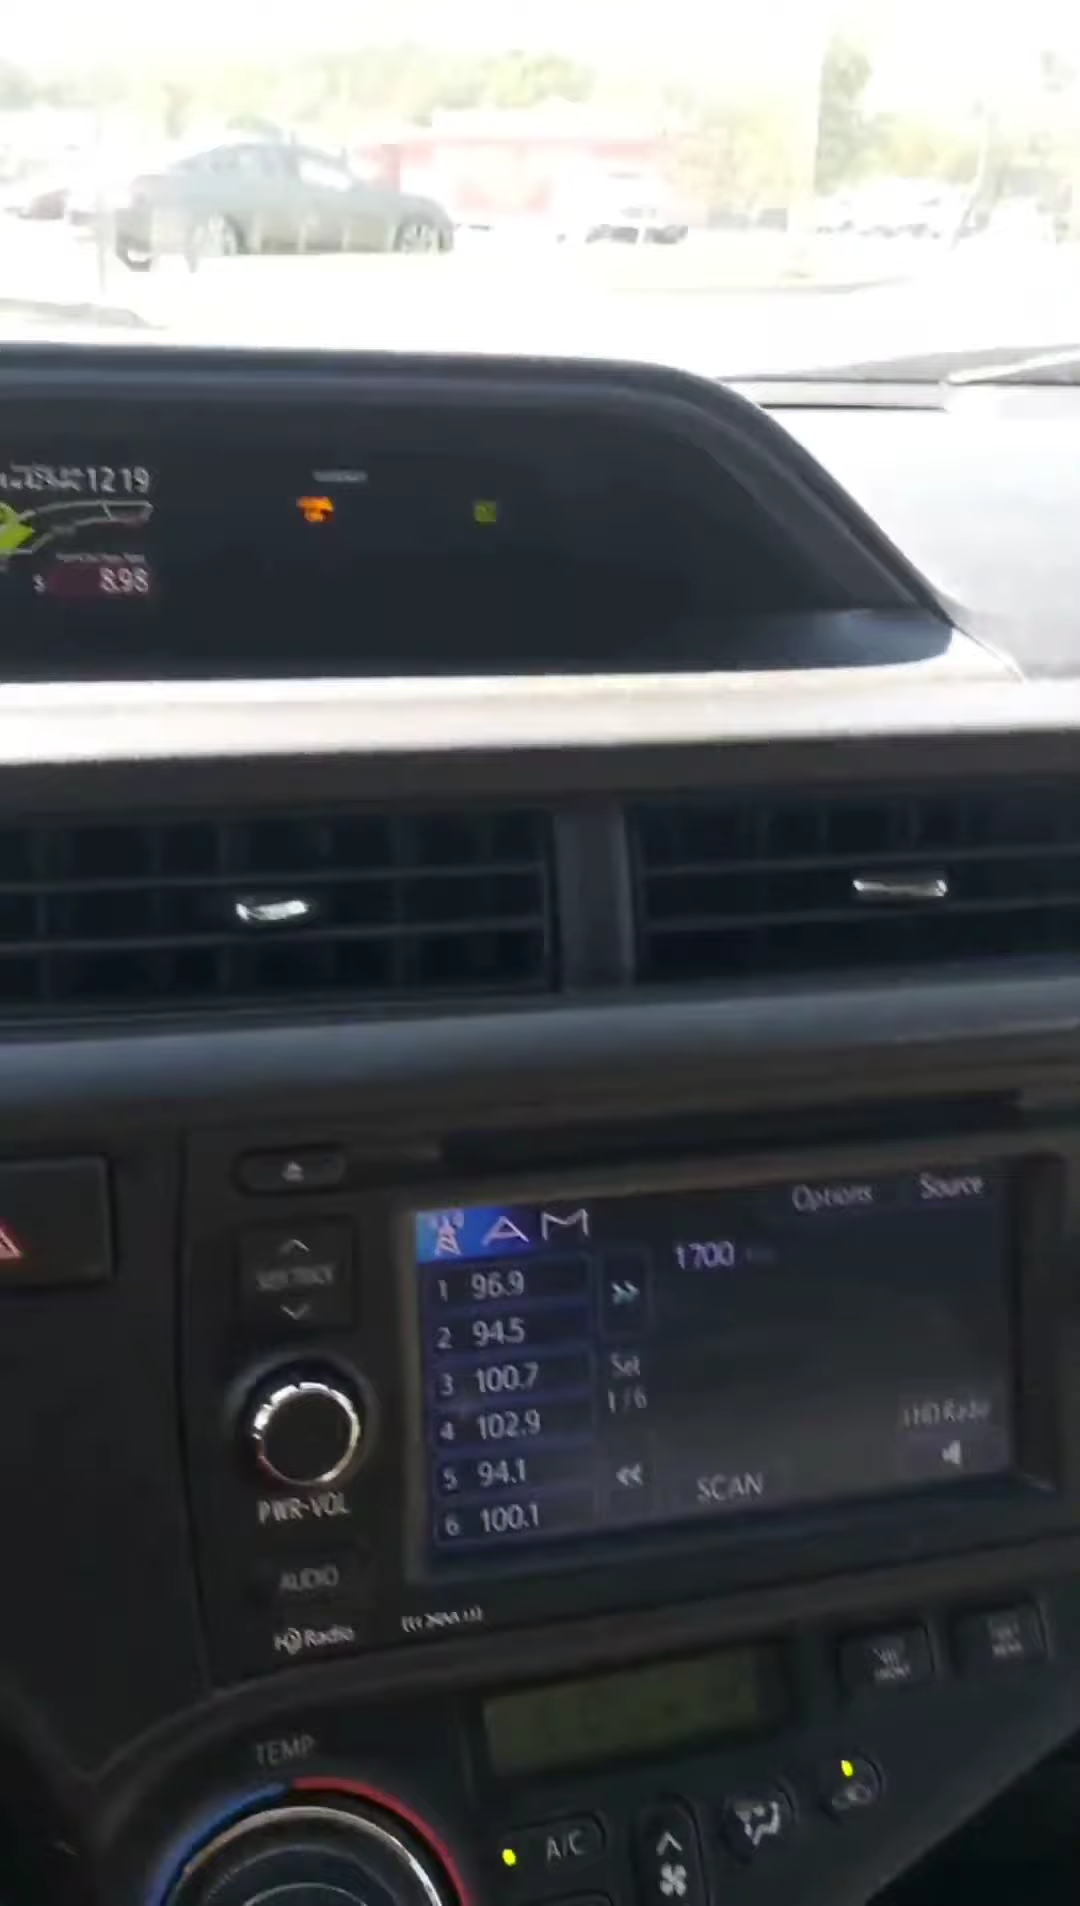 12 19
$ 8.98
Options Source
AM
1700
1 96.9
2 94.5
3 100.7
Set
1/6
4 102.9
5 94.1
6 100.1
SCAN
HD Radio
PWR·VOL
AUDIO
HD Radio
TEMP
A/C